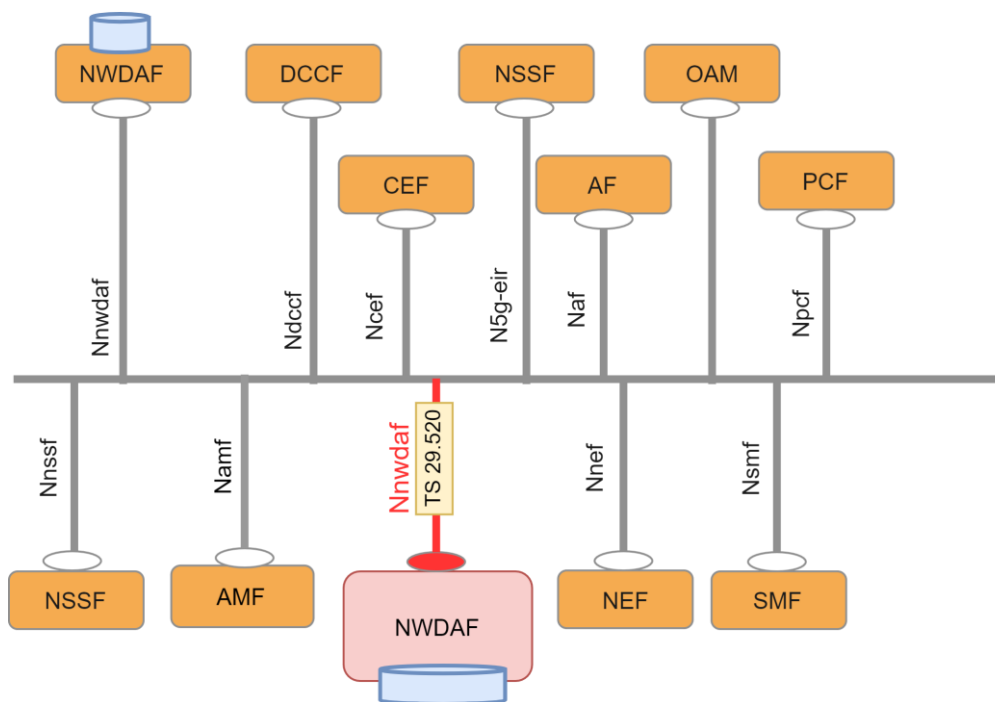 NWDAF
DCCF
NSSF
OAM
CEF
AF
PCF
Nnwdaf
Ndccf
Ncef
N5g-eir
Naf
Npcf
Nnssf
Namf
Nnwdaf
TS 29.520
Nnef
Nsmf
NSSF
AMF
NWDAF
NEF
SMF